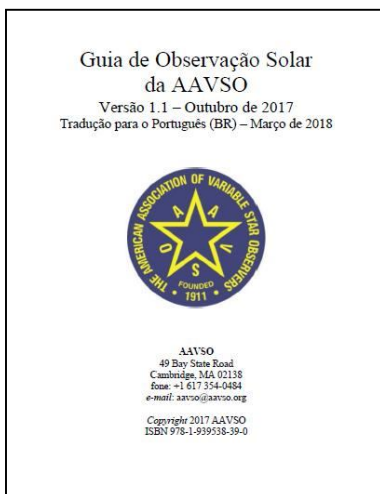 Guia de Observação Solar
da AAVSO
Versão 1.1 – Outubro de 2017
Tradução para o Português (BR) – Março de 2018
THE AMERICAN ASSOCIATION OF VARIABLE STAR OBSERVERS
A A V S O
FOUNDED
• 1911 •
AAVSO
49 Bay State Road
Cambridge, MA 02138
fone: +1 617 354-0484
e-mail: aavso@aavso.org
Copyright 2017 AAVSO
ISBN 978-1-939538-39-0